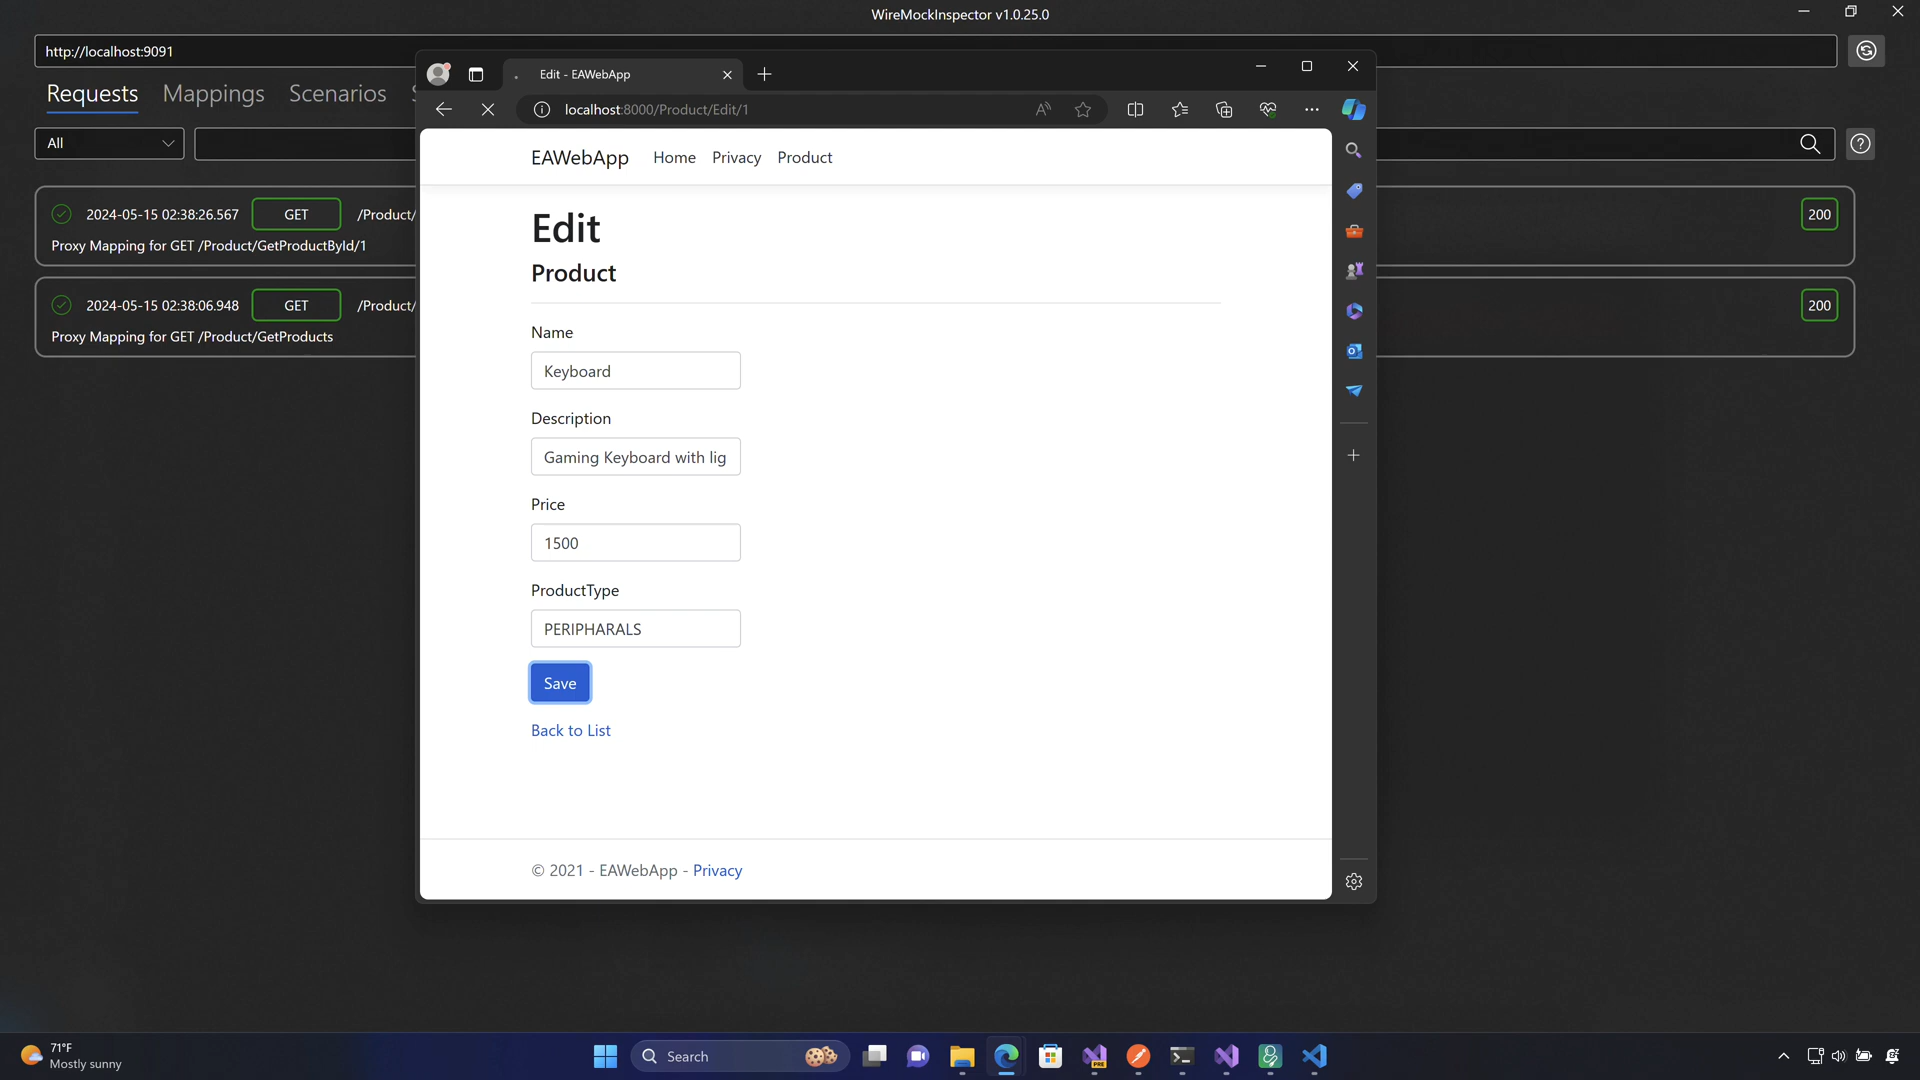 WireMockInspector v1.0.25.0
http://localhost:9091
Requests Mappings Scenarios
All
2024-05-15 02:38:26.567 GET /Product/ 200
Proxy Mapping for GET /Product/GetProductById/1
2024-05-15 02:38:06.948 GET /Product/ 200
Proxy Mapping for GET /Product/GetProducts
Edit - EAWebApp
localhost:8000/Product/Edit/1
EAWebApp Home Privacy Product
Edit
Product
Name
Keyboard
Description
Gaming Keyboard with lig
Price
1500
ProductType
PERIPHARALS
Save
Back to List
© 2021 - EAWebApp - Privacy
71°F
Mostly sunny
Search
PRE